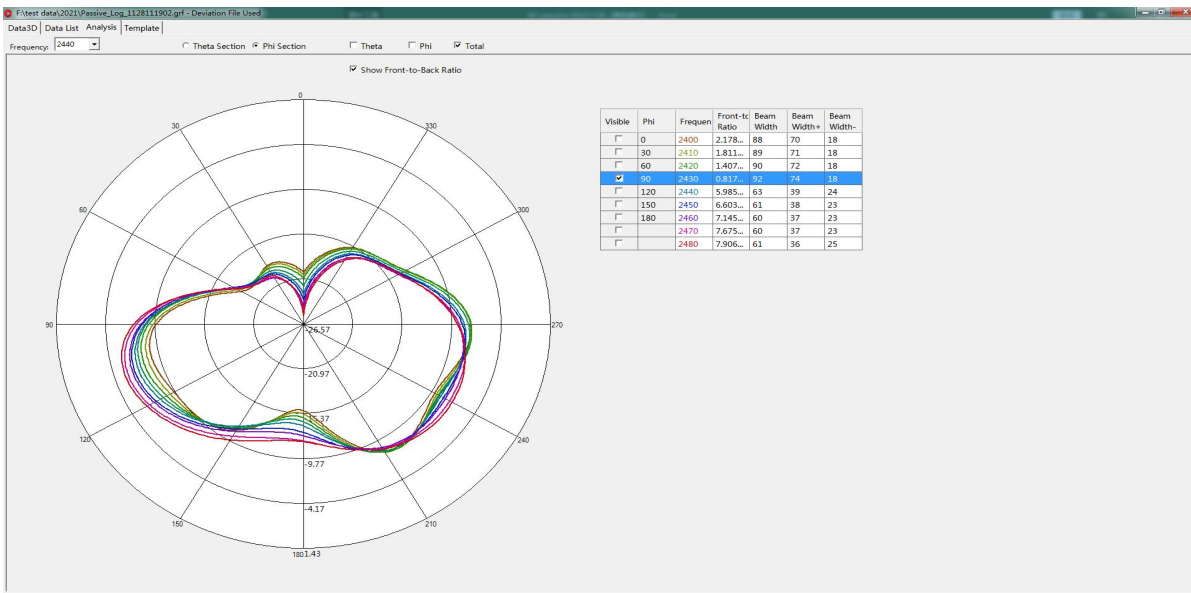 F:\test data\2021\Passive_Log_1128111902.grf - Deviation File Used
Data3D Data List Analysis Template
Frequency: 2440 Theta Section Phi Section Theta Phi Total
Show Front-to-Back Ratio
0
30 330
60 300
90 270
120 240
150 210
180
-26.57
-20.97
-15.37
-9.77
-4.17
1.43
Visible Phi Frequen Front-tc Ratio Beam Width Beam Width+ Beam Width-
0 2400 2.178... 88 70 18
30 2410 1.811... 89 71 18
60 2420 1.407... 90 72 18
90 2430 0.817... 92 74 18
120 2440 5.985... 63 39 24
150 2450 6.603... 61 38 23
180 2460 7.145... 60 37 23
2470 7.675... 60 37 23
2480 7.906... 61 36 25